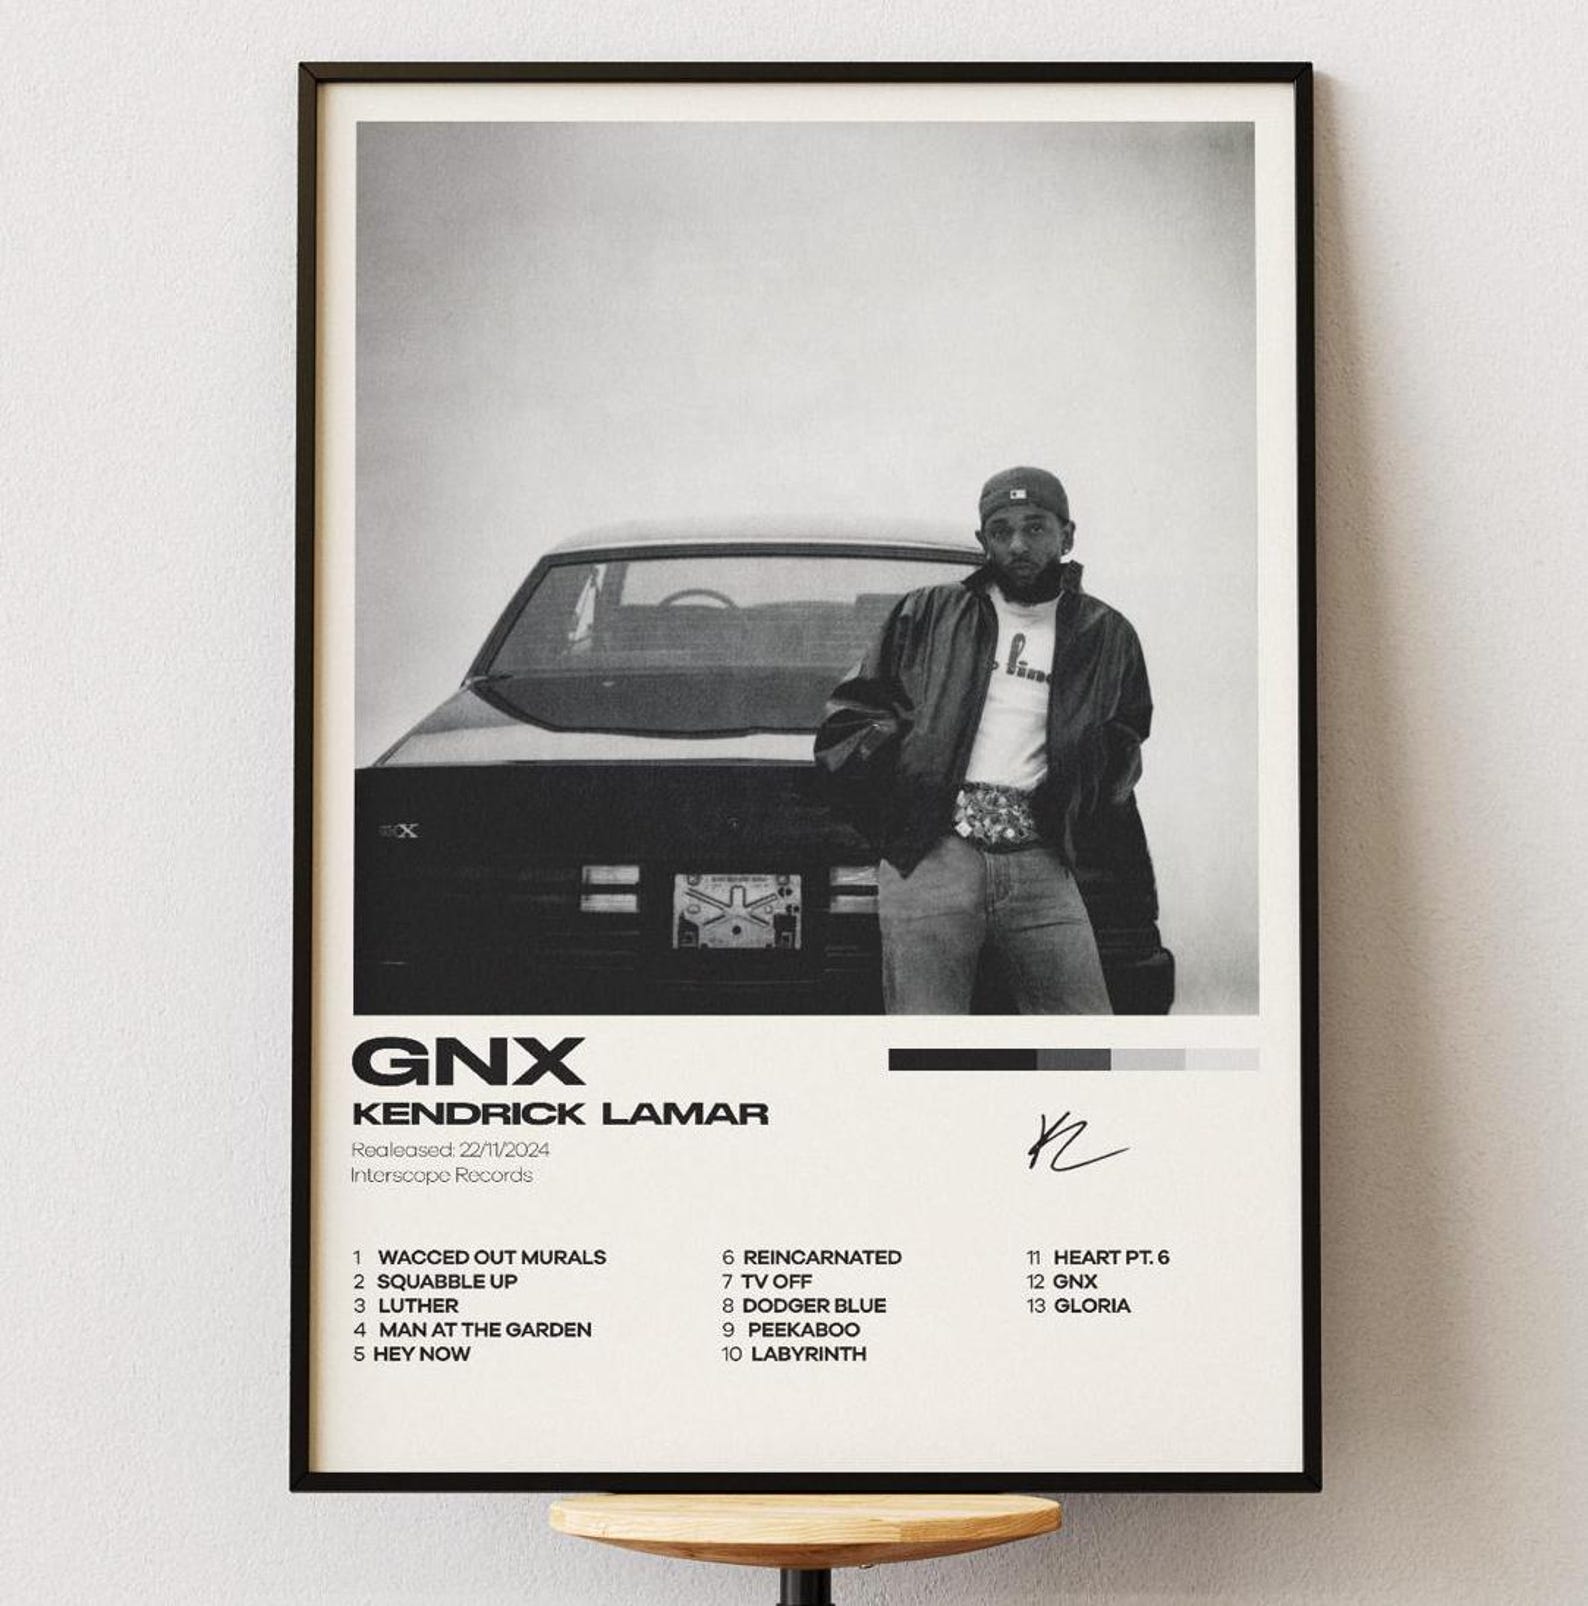 GNX
KENDRICK LAMAR
Realeased: 22/11/2024
Interscope Records
1 WACCED OUT MURALS
2 SQUABBLE UP
3 LUTHER
4 MAN AT THE GARDEN
5 HEY NOW
6 REINCARNATED
7 TV OFF
8 DODGER BLUE
9 PEEKABOO
10 LABYRINTH
11 HEART PT. 6
12 GNX
13 GLORIA